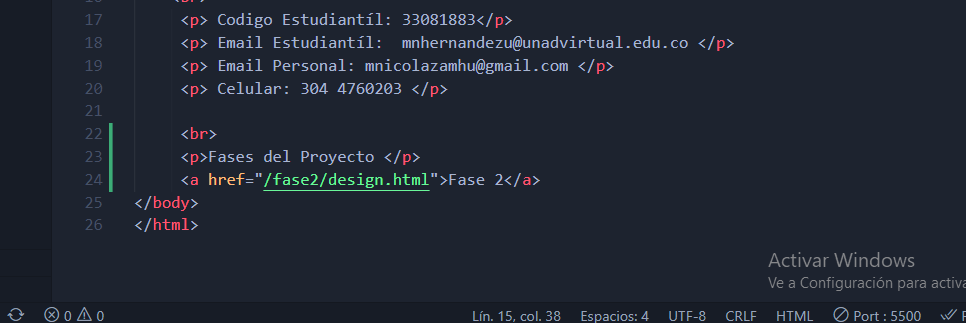 17 <p> Codigo Estudiantíl: 33081883</p>
18 <p> Email Estudiantíl:  mnhernandezu@unadvirtual.edu.co </p>
19 <p> Email Personal: mnicolazamhu@gmail.com </p>
20 <p> Celular: 304 4760203 </p>
21
22 <br>
23 <p>Fases del Proyecto </p>
24 <a href="/fase2/design.html">Fase 2</a>
25 </body>
26 </html>
Activar Windows
Ve a Configuración para activa
0 0 Lín. 15, col. 38 Espacios: 4 UTF-8 CRLF HTML Port : 5500